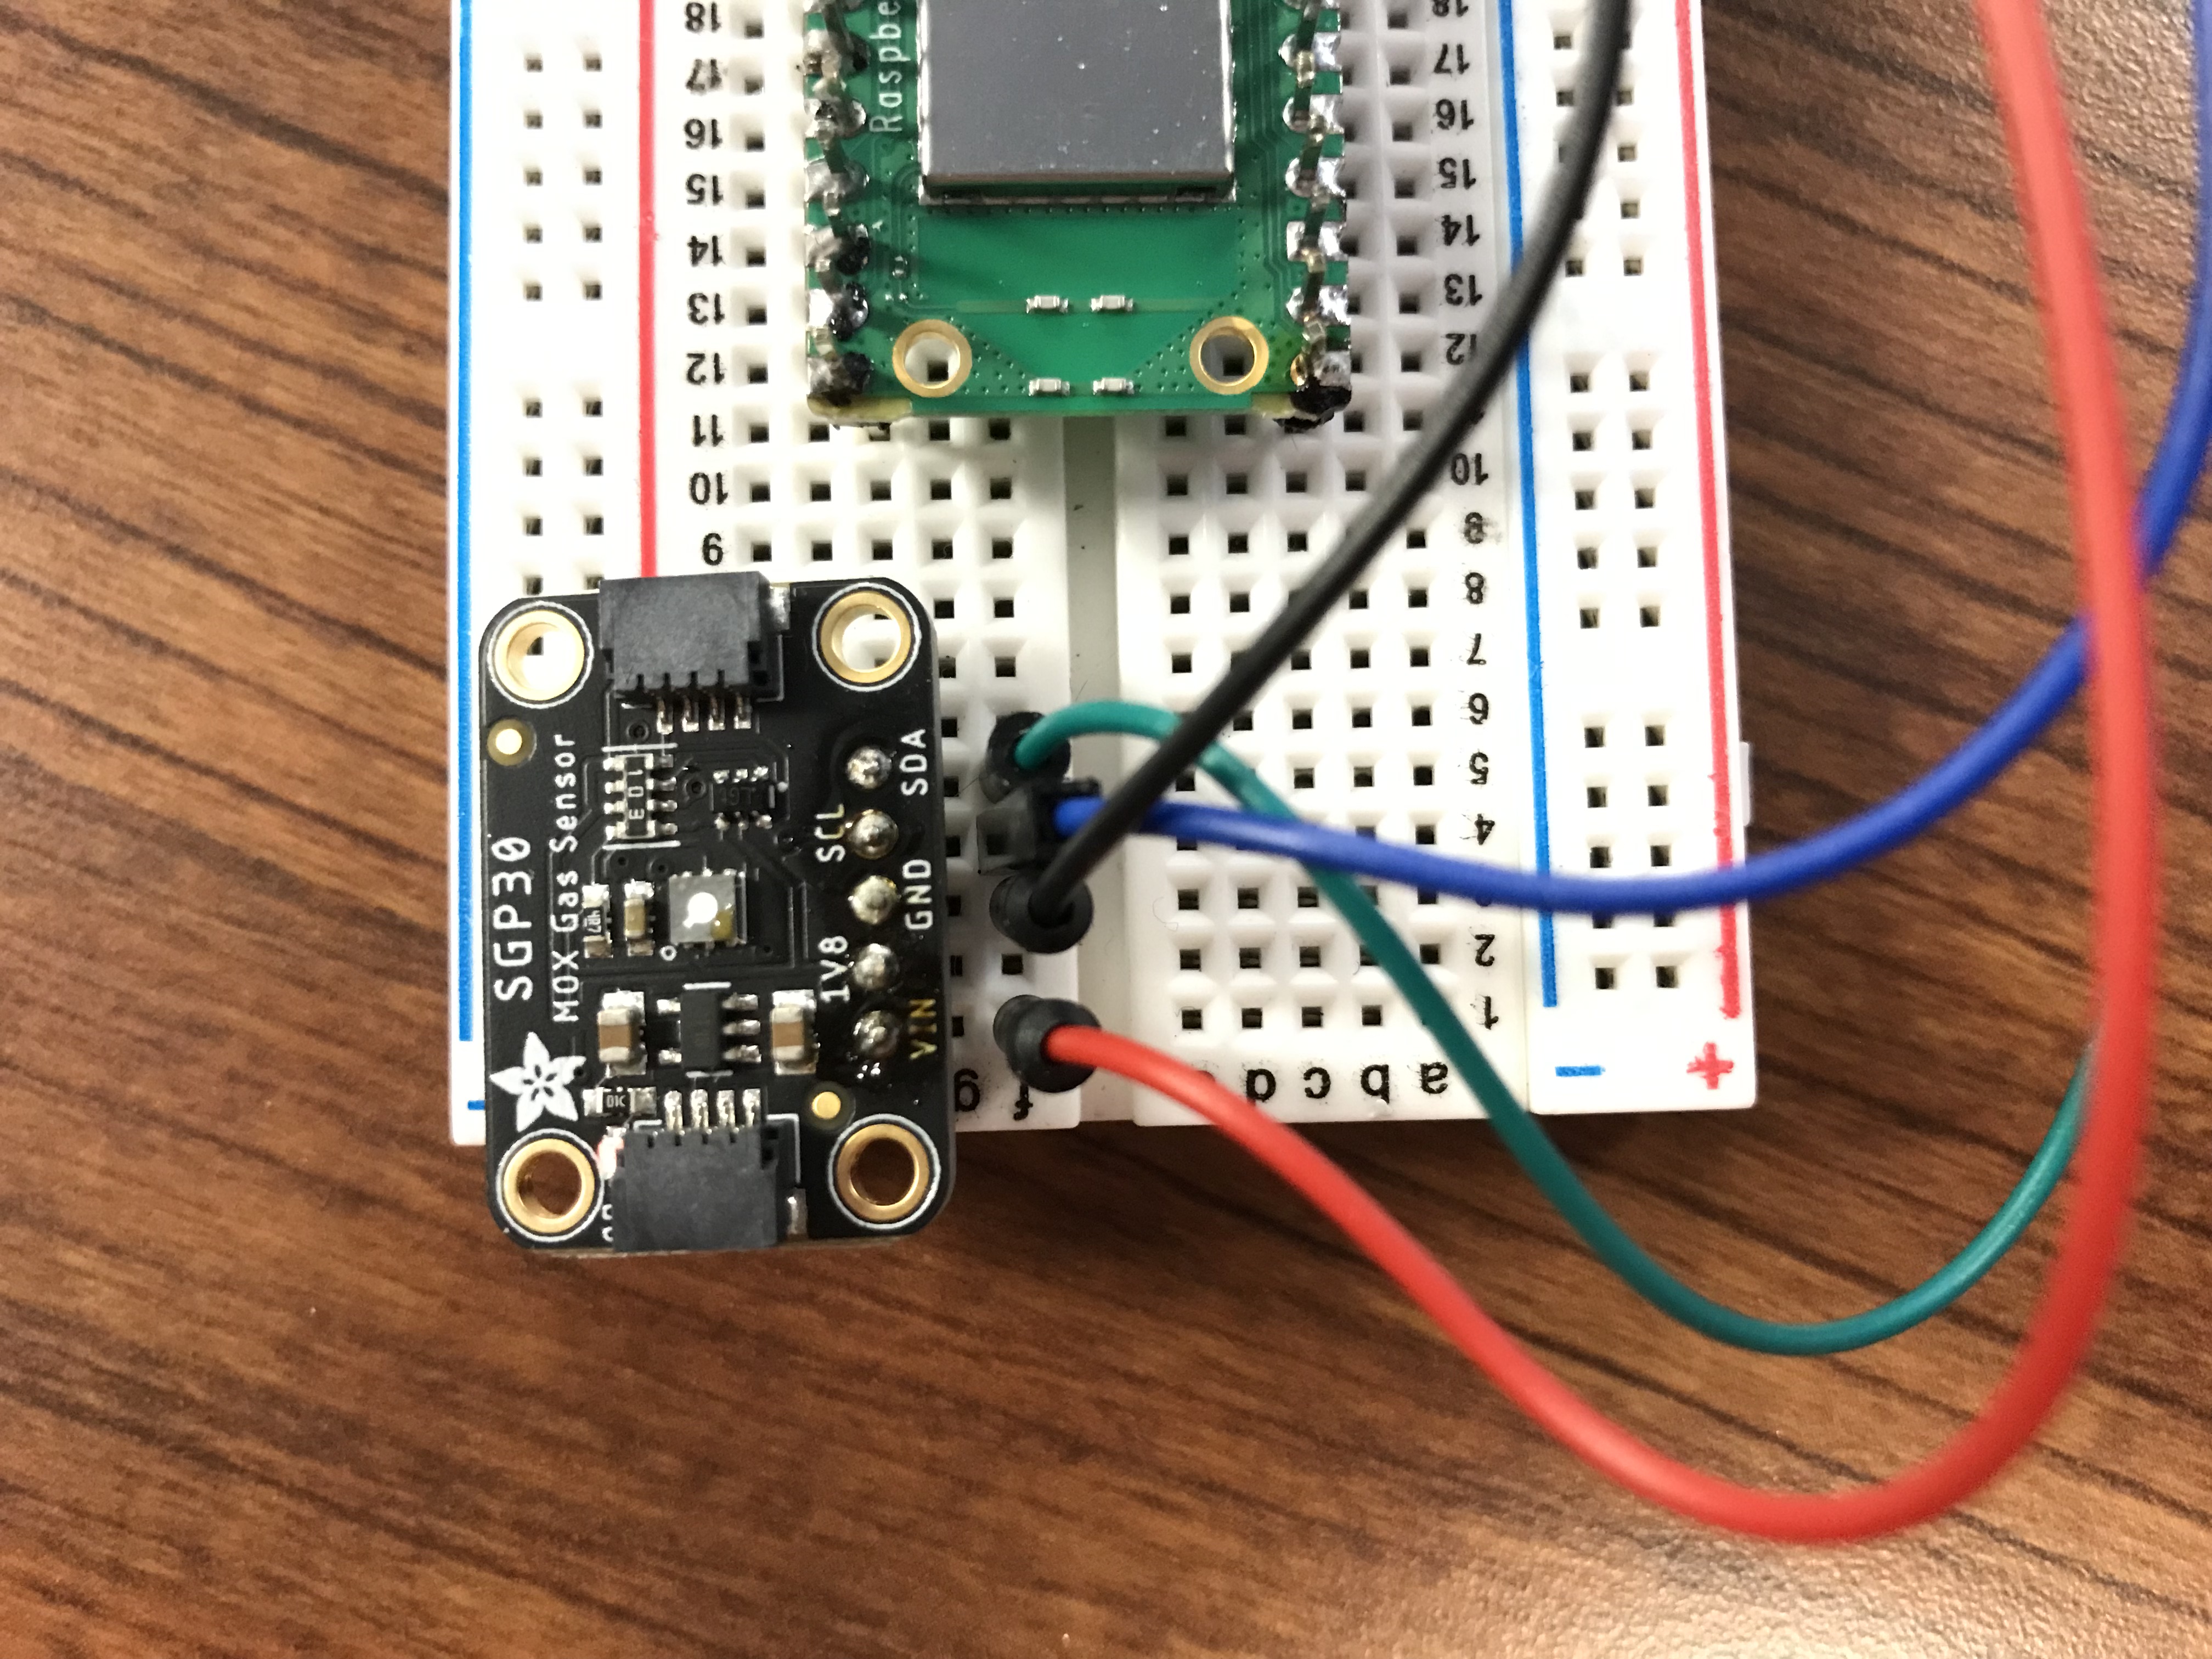 SGP30
MOX Gas Sensor
1V8 SCL
VIN GND SDA
9 10 11 12 13 14 15 16 17 18
g
f
Raspbe
d
c
b
a
1 2 4 5 6 7 8 9 10 12 13 14 15 16 17 18
-
+